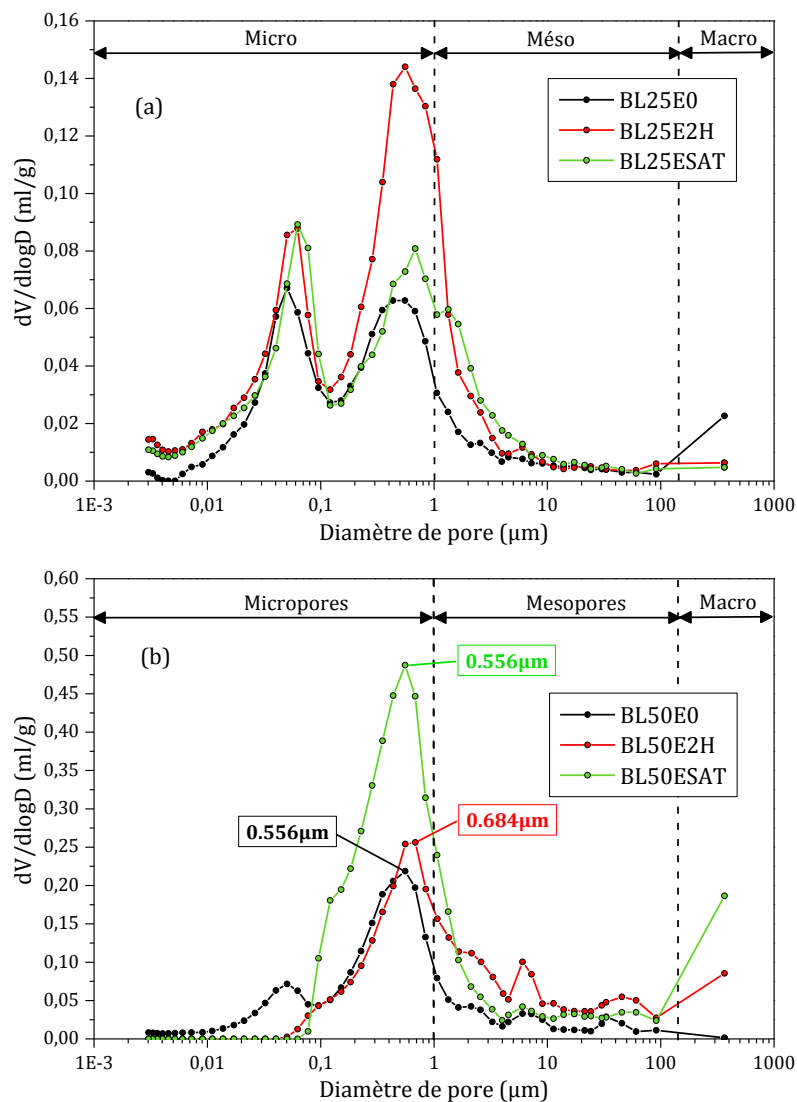 0,16
Micro
Méso
Macro
0,14
(a)
BL25E0
BL25E2H
BL25ESAT
0,12
0,10
0,08
0,06
0,04
0,02
0,00
dV/dlogD (ml/g)
1E-3
0,01
0,1
1
10
100
1000
Diamètre de pore (µm)
0,60
Micropores
Mesopores
Macro
0,55
0,50
(b)
0.556µm
0,45
BL50E0
BL50E2H
BL50ESAT
0,40
0,35
0,30
0.556µm
0.684µm
0,25
0,20
0,15
0,10
0,05
0,00
dV/dlogD (ml/g)
1E-3
0,01
0,1
1
10
100
1000
Diamètre de pore (µm)